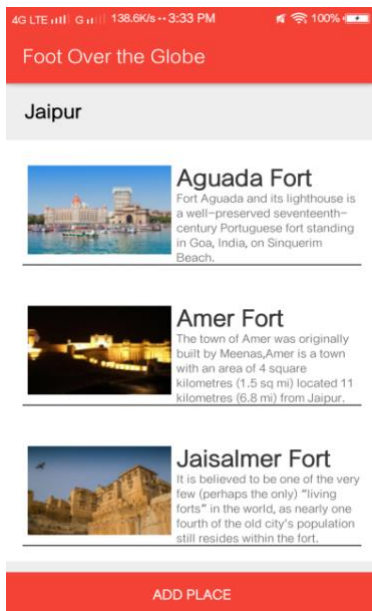 4G LTE G 138.6K/s 3:33 PM 100%
Foot Over the Globe
Jaipur
Aguada Fort
Fort Aguada and its lighthouse is
a well-preserved seventeenth-
century Portuguese fort standing
in Goa, India, on Sinquerim
Beach.
Amer Fort
The town of Amer was originally
built by Meenas,Amer is a town
with an area of 4 square
kilometres (1.5 sq mi) located 11
kilometres (6.8 mi) from Jaipur.
Jaisalmer Fort
It is believed to be one of the very
few (perhaps the only) "living
forts" in the world, as nearly one
fourth of the old city's population
still resides within the fort.
ADD PLACE